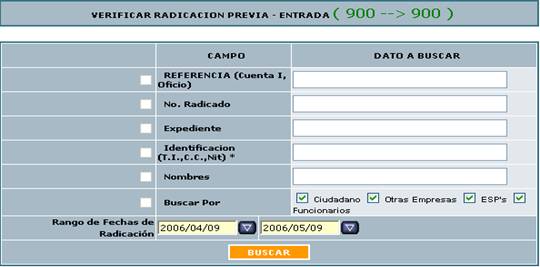 VERIFICAR RADICACION PREVIA - ENTRADA ( 900 --> 900 )
CAMPO DATO A BUSCAR
REFERENCIA (Cuenta I,
Oficio)
No. Radicado
Expediente
Identificacion
(T.I.,C.C.,Nit) *
Nombres
Buscar Por Ciudadano Otras Empresas ESP's
Funcionarios
Rango de Fechas de
Radicación 2006/04/09 2006/05/09
BUSCAR